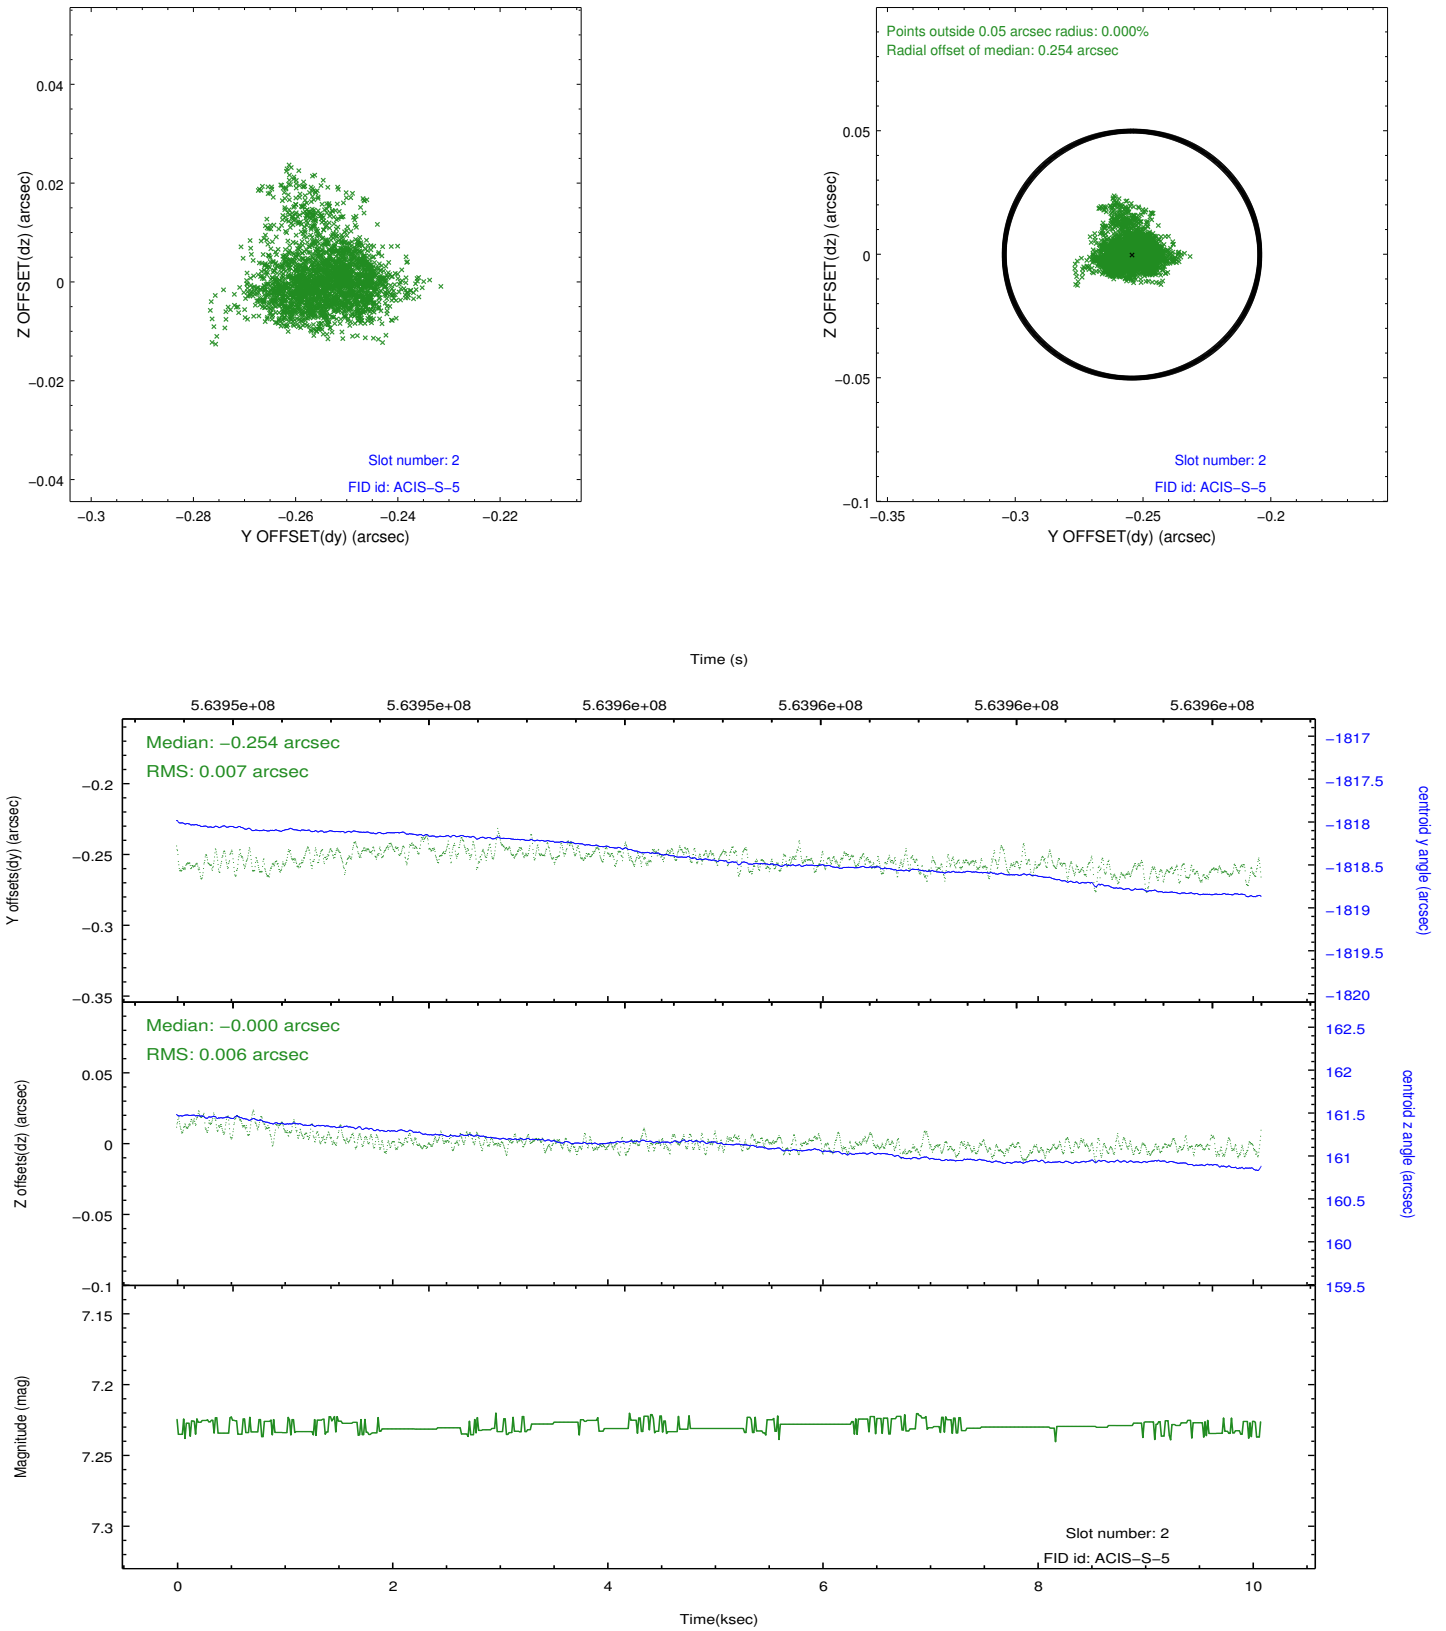 Z OFFSET(dz) (arcsec)
0.04
0.02
0
−0.02
−0.04
Slot number: 2
FID id: ACIS−S−5
−0.3
−0.28
−0.26
−0.24
−0.22
Y OFFSET(dy) (arcsec)
Points outside 0.05 arcsec radius: 0.000%
Radial offset of median: 0.254 arcsec
Z OFFSET(dz) (arcsec)
0.05
0
−0.05
−0.1
Slot number: 2
FID id: ACIS−S−5
−0.35
−0.3
−0.25
−0.2
Y OFFSET(dy) (arcsec)
Time (s)
5.6395e+08
5.6395e+08
5.6396e+08
5.6396e+08
5.6396e+08
5.6396e+08
Median: −0.254 arcsec
RMS: 0.007 arcsec
Y offsets(dy) (arcsec)
−0.2
−0.25
−0.3
−0.35
−1817
−1817.5
−1818
−1818.5
−1819
−1819.5
−1820
centroid y angle (arcsec)
Median: −0.000 arcsec
RMS: 0.006 arcsec
Z offsets(dz) (arcsec)
0.05
0
−0.05
−0.1
162.5
162
161.5
161
160.5
160
159.5
centroid z angle (arcsec)
Magnitude (mag)
7.15
7.2
7.25
7.3
Slot number: 2
FID id: ACIS−S−5
0
2
4
6
8
10
Time(ksec)